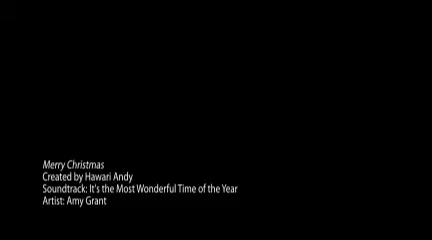 Merry Christmas
Created by Hawari Andy
Soundtrack: It's the Most Wonderful Time of the Year
Artist: Amy Grant